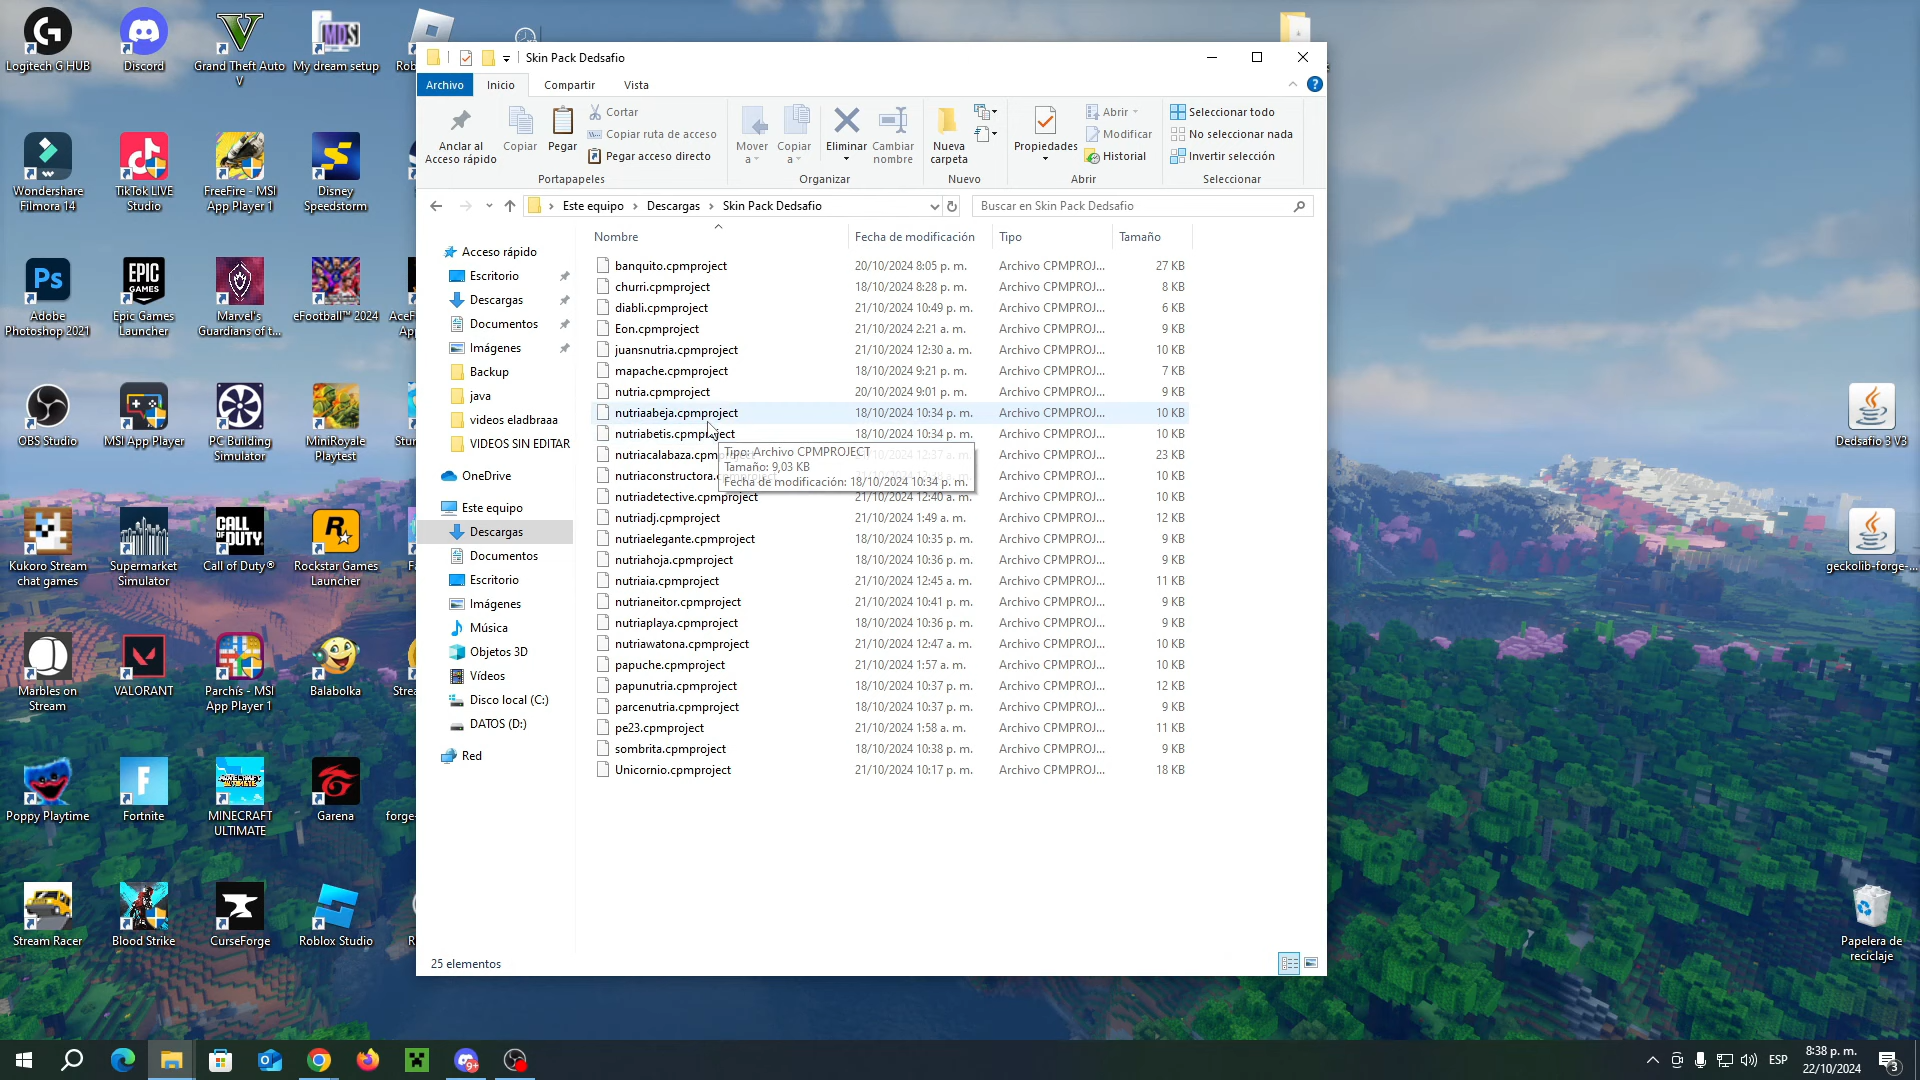 Logitech G HUB
Discord
Grand Theft Auto
V
My dream setup
Rob
Wondershare
Filmora 14
TikTok LIVE
Studio
FreeFire - MSI
App Player 1
Disney
Speedstorm
Adobe
Photoshop 2021
Epic Games
Launcher
Marvel's
Guardians of t...
eFootball™ 2024
AceF
App
OBS Studio
MSI App Player
PC Building
Simulator
MiniRoyale
Playtest
Stun
Kukoro Stream
chat games
Supermarket
Simulator
Call of Duty®
Rockstar Games
Launcher
Marbles on
Stream
VALORANT
Parchís - MSI
App Player 1
Balabolka
Strea
Poppy Playtime
Fortnite
MINECRAFT
ULTIMATE
Garena
forge-
Stream Racer
Blood Strike
CurseForge
Roblox Studio
R
Skin Pack Dedsafio
Archivo
Inicio
Compartir
Vista
Anclar al
Acceso rápido
Copiar
Pegar
Cortar
Copiar ruta de acceso
Pegar acceso directo
Portapapeles
Mover
a
Copiar
a
Eliminar
Cambiar
nombre
Organizar
Nueva
carpeta
Nuevo
Propiedades
Abrir
Modificar
Historial
Abrir
Seleccionar todo
No seleccionar nada
Invertir selección
Seleccionar
Este equipo > Descargas > Skin Pack Dedsafio
Buscar en Skin Pack Dedsafio
Acceso rápido
Escritorio
Descargas
Documentos
Imágenes
Backup
java
videos eladbraaa
VIDEOS SIN EDITAR
OneDrive
Este equipo
Descargas
Documentos
Escritorio
Imágenes
Música
Objetos 3D
Vídeos
Disco local (C:)
DATOS (D:)
Red
Nombre Fecha de modificación Tipo Tamaño
banquito.cpmproject 20/10/2024 8:05 p. m. Archivo CPMPROJ... 27 KB
churri.cpmproject 18/10/2024 8:28 p. m. Archivo CPMPROJ... 8 KB
diabli.cpmproject 21/10/2024 10:49 p. m. Archivo CPMPROJ... 6 KB
Eon.cpmproject 21/10/2024 2:21 a. m. Archivo CPMPROJ... 9 KB
juansnutria.cpmproject 21/10/2024 12:30 a. m. Archivo CPMPROJ... 10 KB
mapache.cpmproject 18/10/2024 9:21 p. m. Archivo CPMPROJ... 7 KB
nutria.cpmproject 20/10/2024 9:01 p. m. Archivo CPMPROJ... 9 KB
nutriaabeja.cpmproject 18/10/2024 10:34 p. m. Archivo CPMPROJ... 10 KB
nutriabetis.cpmproject 18/10/2024 10:34 p. m. Archivo CPMPROJ... 10 KB
nutriacalabaza.cpm Archivo CPMPROJ... 23 KB
nutriaconstructora. Archivo CPMPROJ... 10 KB
Tipo: Archivo CPMPROJECT
Tamaño: 9,03 KB
Fecha de modificación: 18/10/2024 10:34 p. m.
nutriadetective.cpmproject 21/10/2024 12:40 a. m. Archivo CPMPROJ... 10 KB
nutriadj.cpmproject 21/10/2024 1:49 a. m. Archivo CPMPROJ... 12 KB
nutriaelegante.cpmproject 18/10/2024 10:35 p. m. Archivo CPMPROJ... 9 KB
nutriahoja.cpmproject 18/10/2024 10:36 p. m. Archivo CPMPROJ... 9 KB
nutriaia.cpmproject 21/10/2024 12:45 a. m. Archivo CPMPROJ... 11 KB
nutrianeitor.cpmproject 21/10/2024 10:41 p. m. Archivo CPMPROJ... 9 KB
nutriaplaya.cpmproject 18/10/2024 10:36 p. m. Archivo CPMPROJ... 9 KB
nutriawatona.cpmproject 21/10/2024 12:47 a. m. Archivo CPMPROJ... 10 KB
papuche.cpmproject 21/10/2024 1:57 a. m. Archivo CPMPROJ... 10 KB
papunutria.cpmproject 18/10/2024 10:37 p. m. Archivo CPMPROJ... 12 KB
parcenutria.cpmproject 18/10/2024 10:37 p. m. Archivo CPMPROJ... 9 KB
pe23.cpmproject 21/10/2024 1:58 a. m. Archivo CPMPROJ... 11 KB
sombrita.cpmproject 18/10/2024 10:38 p. m. Archivo CPMPROJ... 9 KB
Unicornio.cpmproject 21/10/2024 10:17 p. m. Archivo CPMPROJ... 18 KB
25 elementos
Dedsafio 3 V3
geckolib-forge-...
Papelera de
reciclaje
ESP
8:38 p. m.
22/10/2024
3